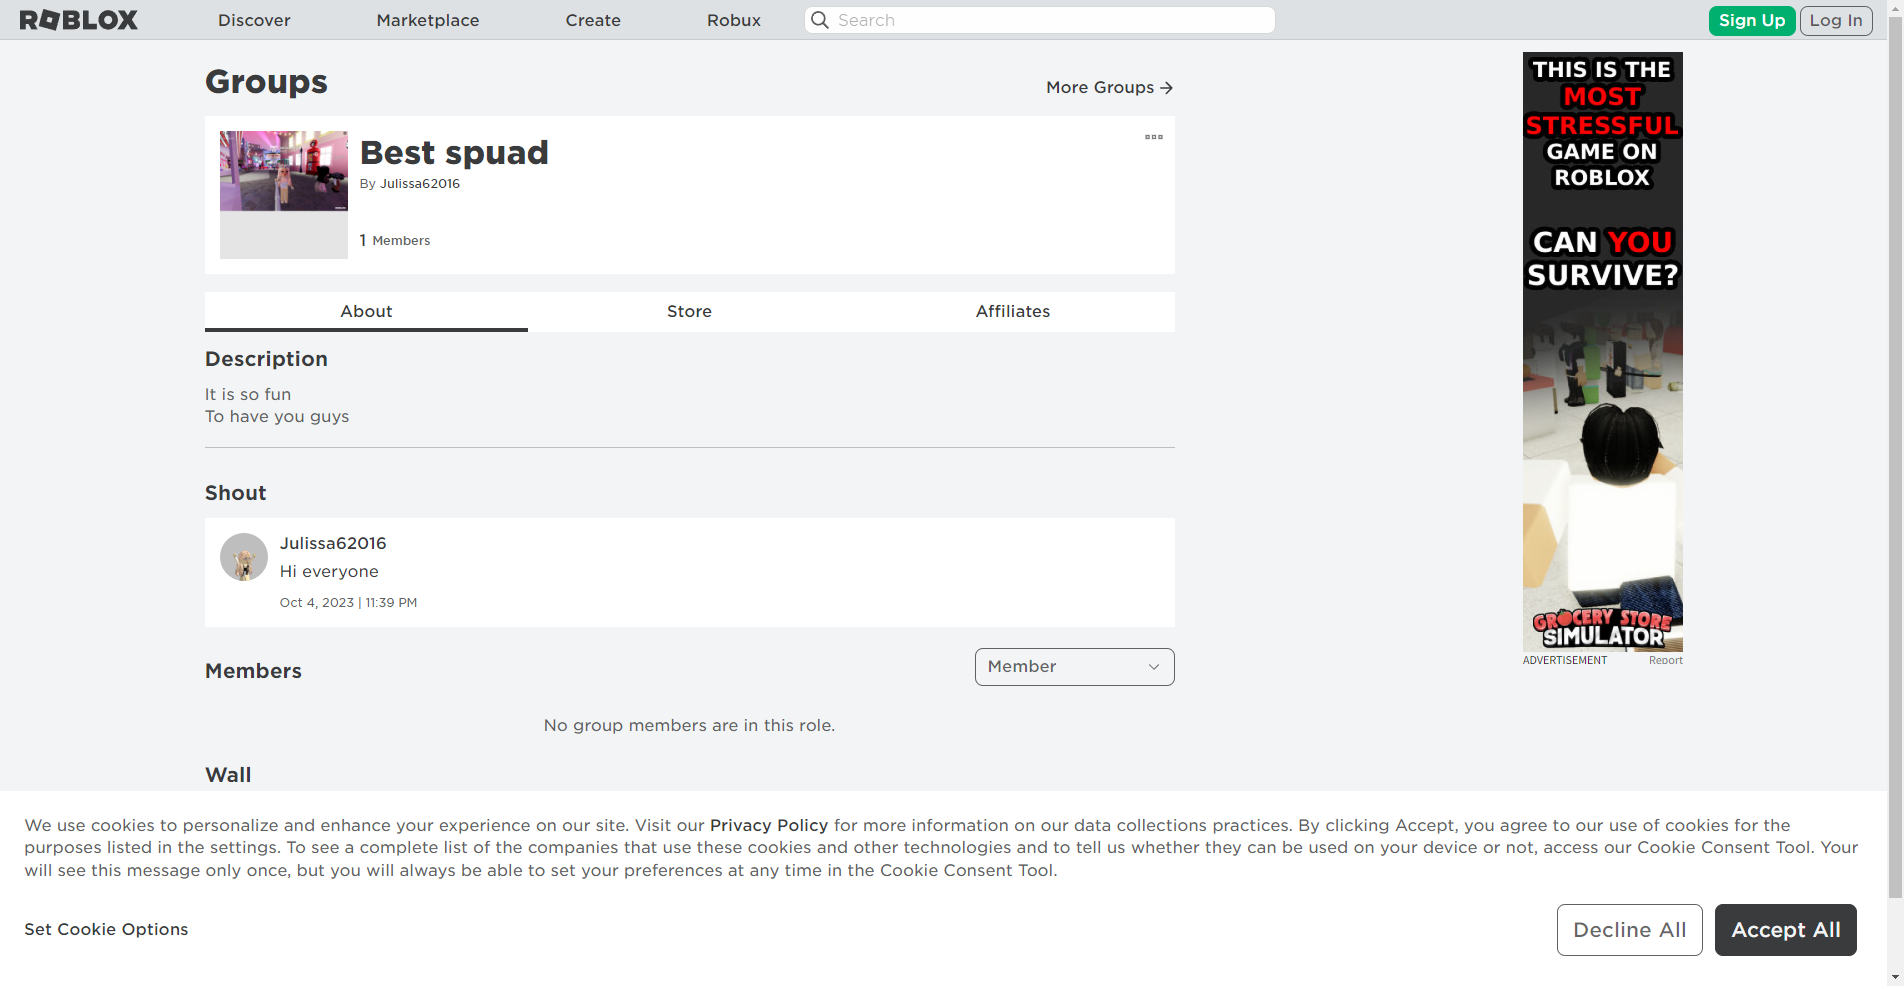 ROBLOX
Discover
Marketplace
Create
Robux
Search
Sign Up
Log In
Groups
More Groups
Best spuad
By Julissa62016
1 Members
About
Store
Affiliates
Description
It is so fun
To have you guys
Shout
Julissa62016
Hi everyone
Oct 4, 2023 | 11:39 PM
Members
Member
No group members are in this role.
Wall
THIS IS THE
MOST
STRESSFUL
GAME ON
ROBLOX
CAN YOU
SURVIVE?
GROCERY STORE
SIMULATOR
ADVERTISEMENT
Report
We use cookies to personalize and enhance your experience on our site. Visit our Privacy Policy for more information on our data collections practices. By clicking Accept, you agree to our use of cookies for the
purposes listed in the settings. To see a complete list of the companies that use these cookies and other technologies and to tell us whether they can be used on your device or not, access our Cookie Consent Tool. Your
will see this message only once, but you will always be able to set your preferences at any time in the Cookie Consent Tool.
Set Cookie Options
Decline All
Accept All